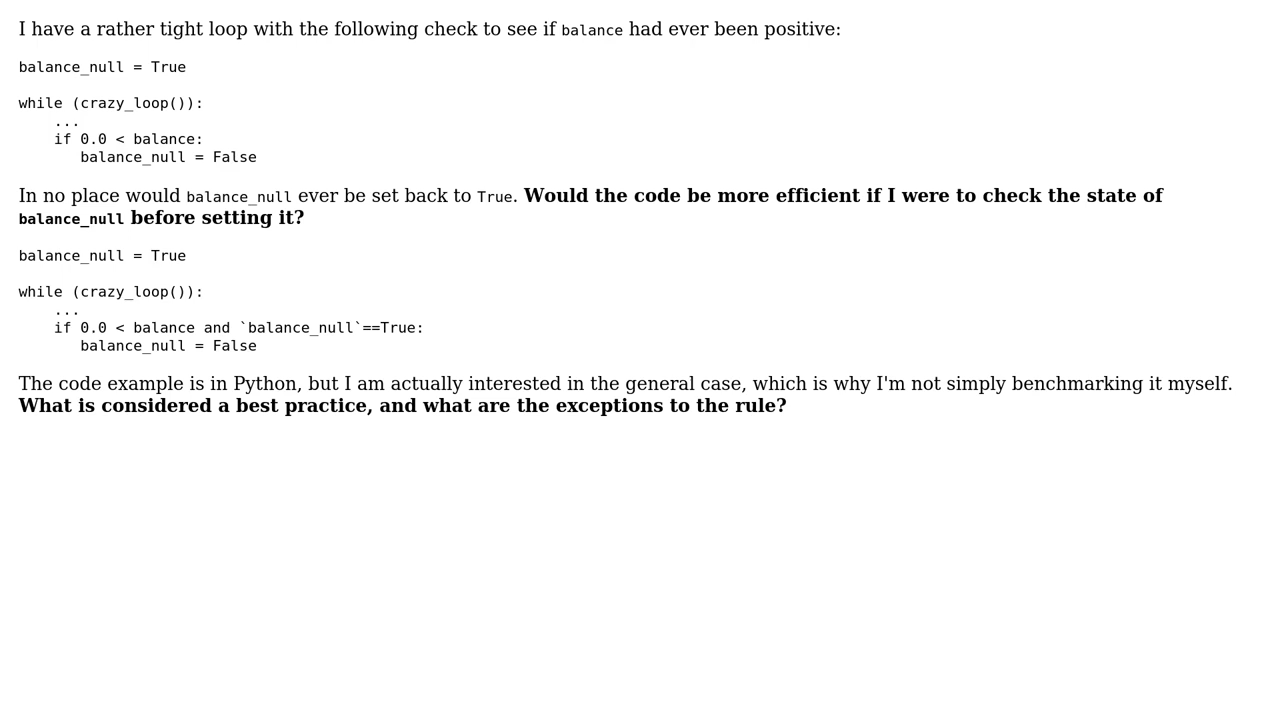 I have a rather tight loop with the following check to see if balance had ever been positive:
balance_null = True
while (crazy_loop()):
    ...
    if 0.0 < balance:
       balance_null = False
In no place would balance_null ever be set back to True. Would the code be more efficient if I were to check the state of
balance_null before setting it?
balance_null = True
while (crazy_loop()):
    ...
    if 0.0 < balance and `balance_null`==True:
       balance_null = False
The code example is in Python, but I am actually interested in the general case, which is why I'm not simply benchmarking it myself.
What is considered a best practice, and what are the exceptions to the rule?